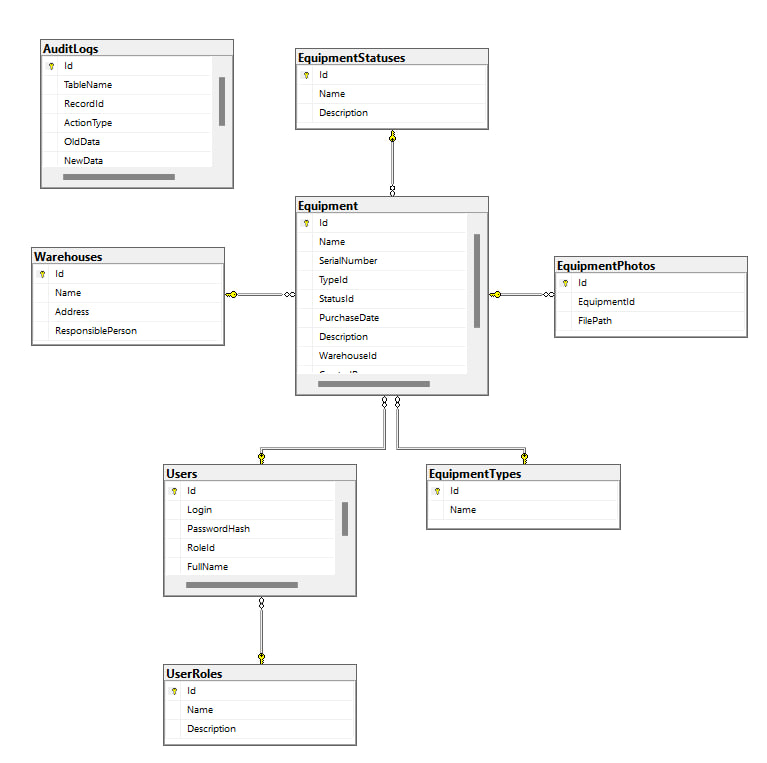 AuditLogs
Id
TableName
RecordId
ActionType
OldData
NewData
EquipmentStatuses
Id
Name
Description
Equipment
Id
Name
SerialNumber
TypeId
StatusId
PurchaseDate
Description
WarehouseId
Warehouses
Id
Name
Address
ResponsiblePerson
EquipmentPhotos
Id
EquipmentId
FilePath
Users
Id
Login
PasswordHash
RoleId
FullName
EquipmentTypes
Id
Name
UserRoles
Id
Name
Description